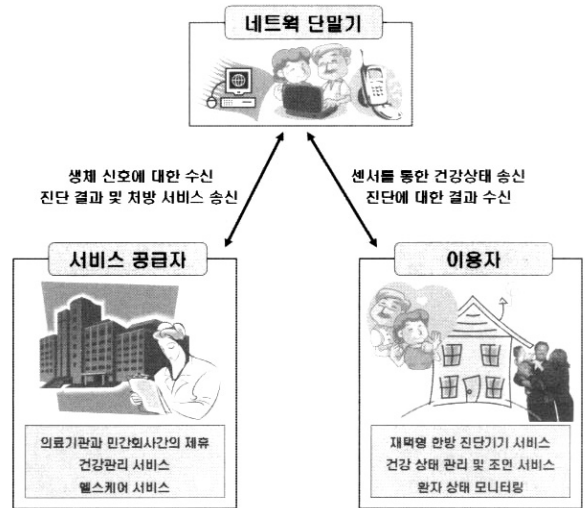 네트웍 단말기
생체 신호에 대한 수신
진단 결과 및 처방 서비스 송신
센서를 통한 건강상태 송신
진단에 대한 결과 수신
서비스 공급자
의료기관과 민간회사간의 제휴
건강관리 서비스
헬스케어 서비스
이용자
재택형 한방 진단기기 서비스
건강 상태 관리 및 조언 서비스
환자 상태 모니터링